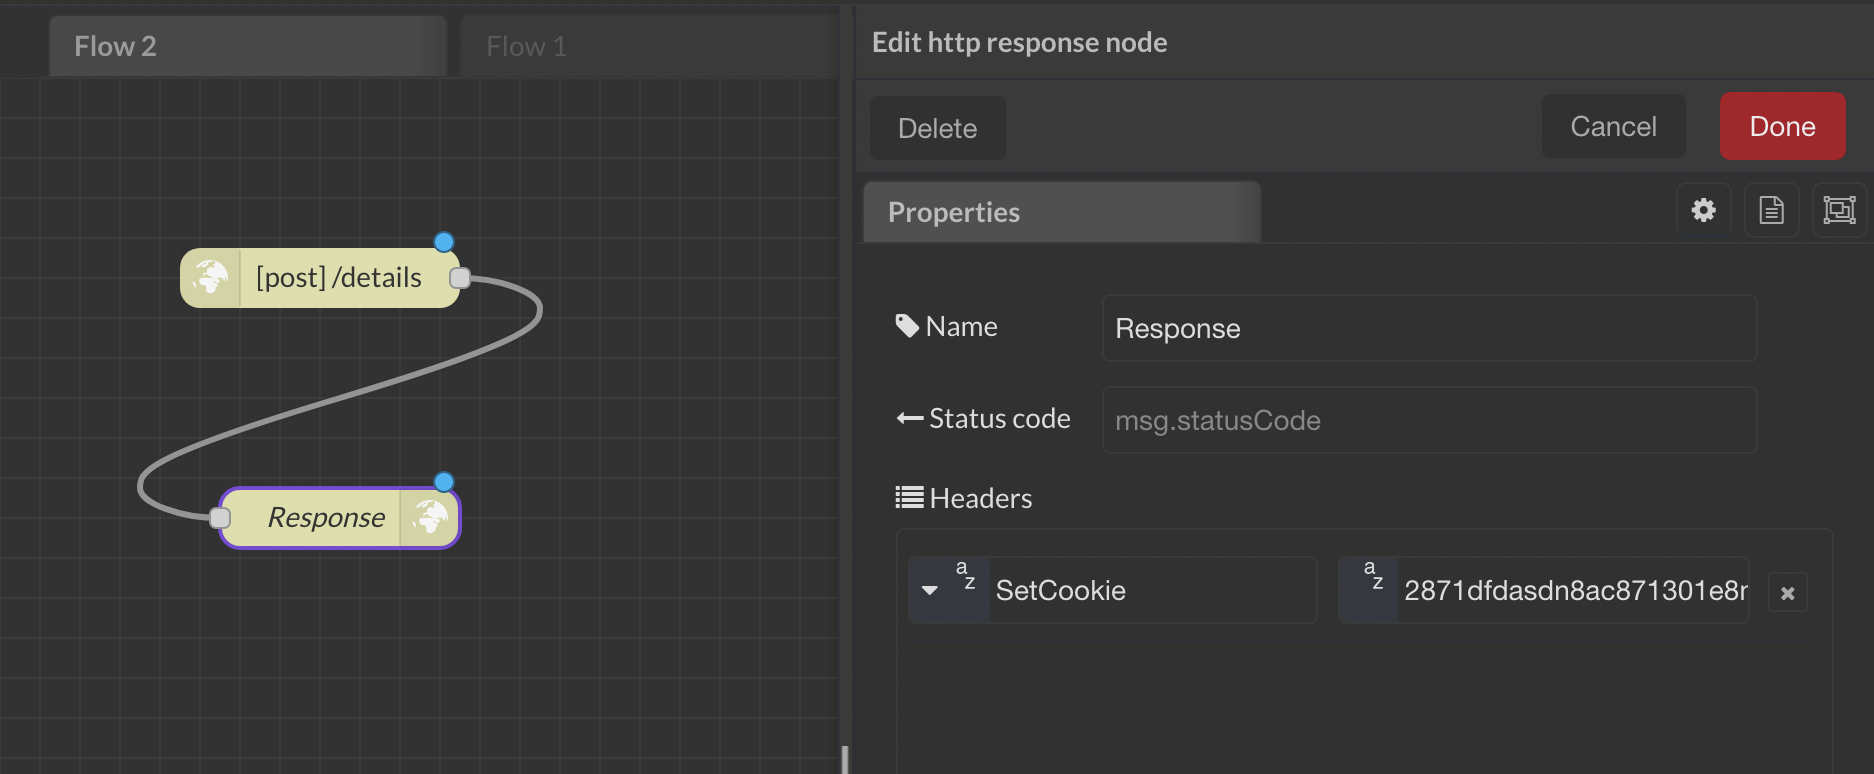 Flow 2
Flow 1
[post] /details
Response
Edit http response node
Delete
Cancel
Done
Properties
Name
Response
Status code
msg.statusCode
Headers
a
z
SetCookie
a
z
2871dfdasdn8ac871301e8